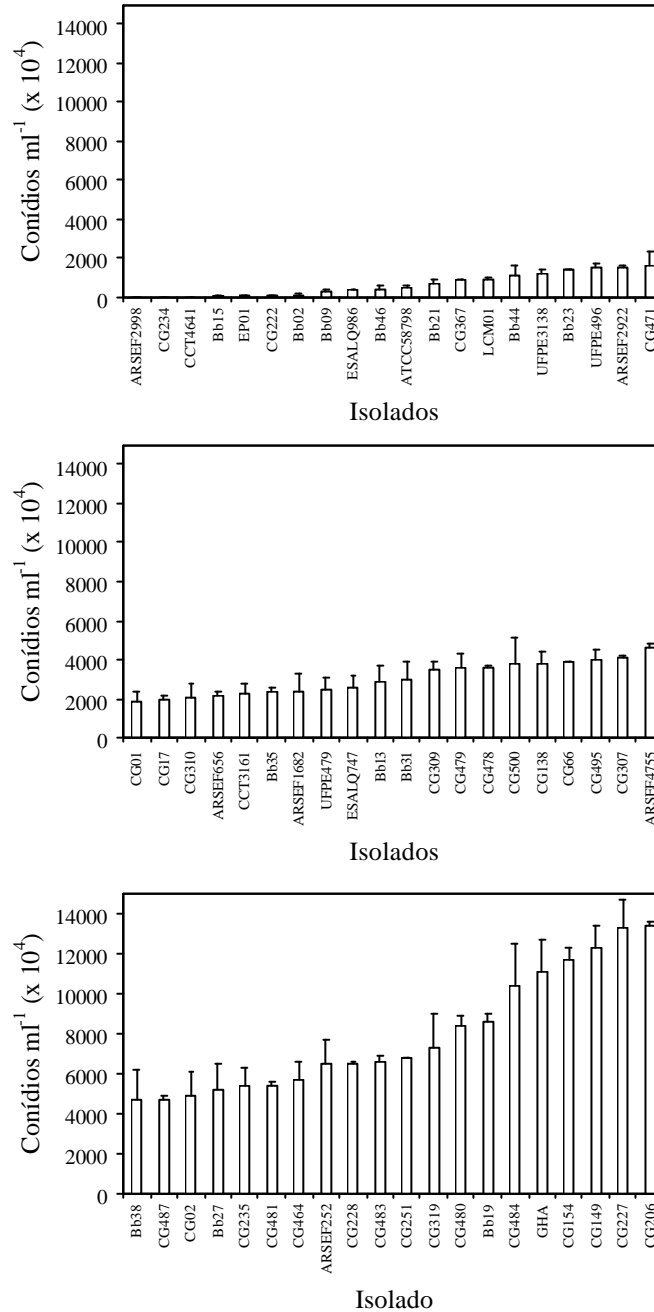 Conídios ml⁻¹ (x 10⁴)
14000
12000
10000
8000
6000
4000
2000
0
ARSEF2998
CG234
CCT4641
Bb15
EP01
CG222
Bb02
Bb09
ESALQ986
Bb46
ATCC58798
Bb21
CG367
LCM01
Bb44
UFPE3138
Bb23
UFPE496
ARSEF2922
CG471
Isolados
Conídios ml⁻¹ (x 10⁴)
14000
12000
10000
8000
6000
4000
2000
0
CG01
CG17
CG310
ARSEF656
CCT3161
Bb35
ARSEF1682
UFPE479
ESALQ747
Bb13
Bb31
CG309
CG479
CG478
CG500
CG138
CG66
CG495
CG307
ARSEF4755
Isolados
Conídios ml⁻¹ (x 10⁴)
14000
12000
10000
8000
6000
4000
2000
0
Bb38
CG487
CG02
Bb27
CG235
CG481
CG464
ARSEF252
CG228
CG483
CG251
CG319
CG480
Bb19
CG484
GHA
CG154
CG149
CG227
CG206
Isolado